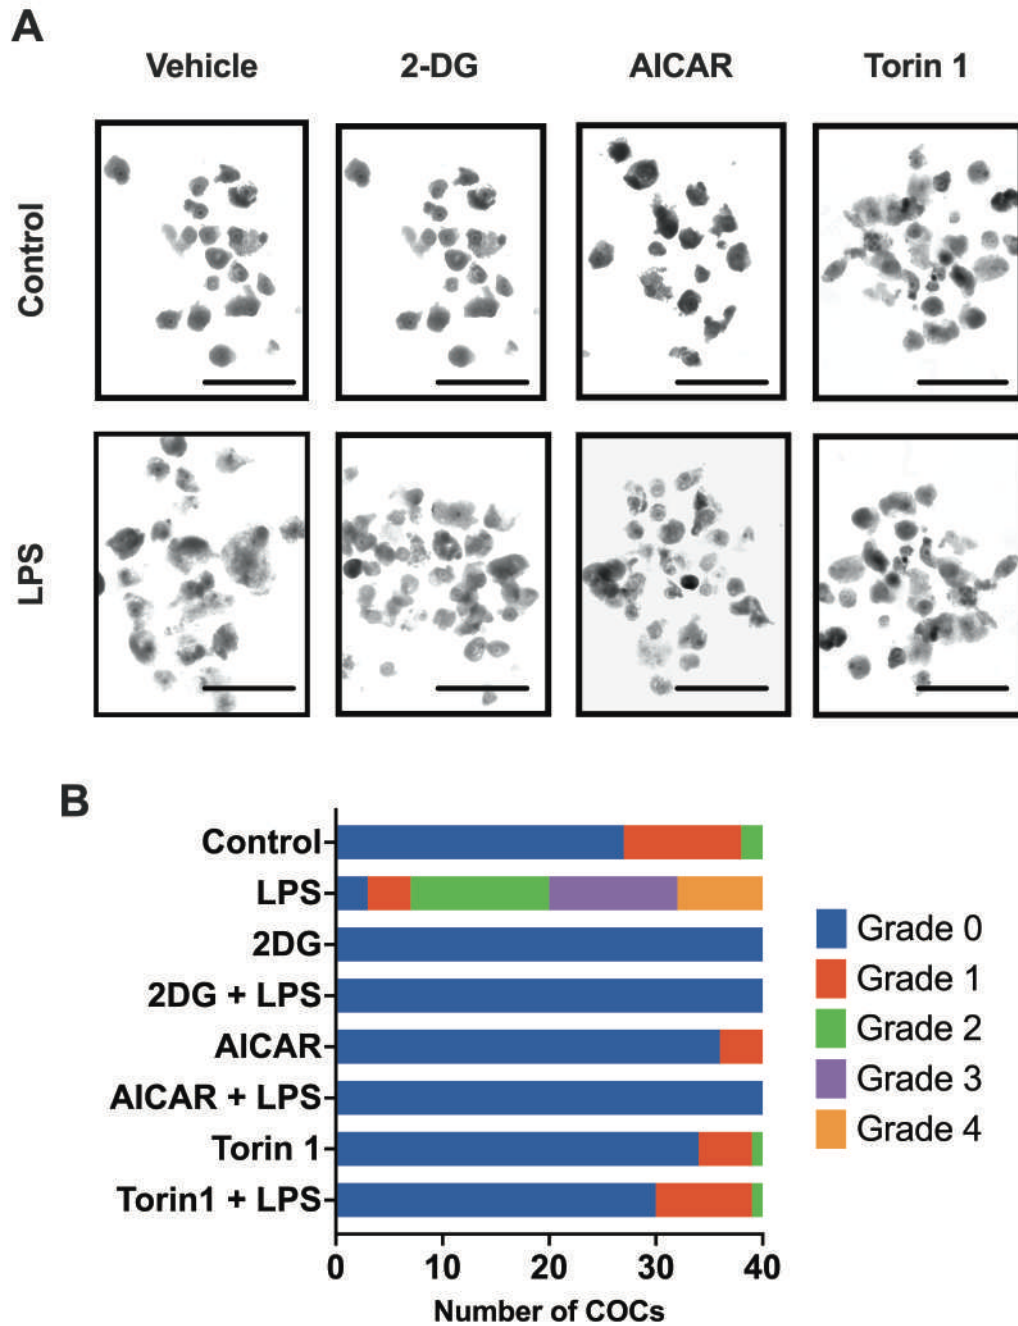 A
Vehicle 2-DG AICAR Torin 1
Control
LPS
B
Control
LPS
2DG
2DG + LPS
AICAR
AICAR + LPS
Torin 1
Torin1 + LPS
0 10 20 30 40
Number of COCs
Grade 0
Grade 1
Grade 2
Grade 3
Grade 4